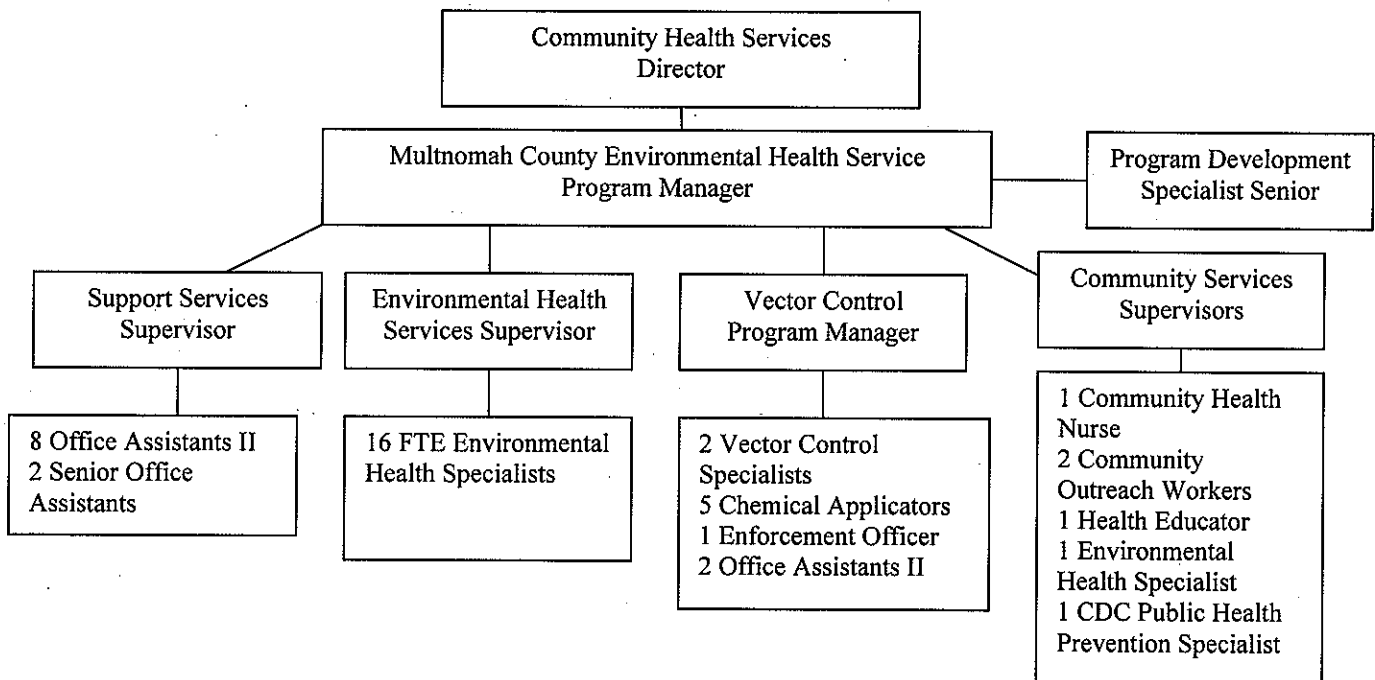 Community Health Services
Director
Multnomah County Environmental Health Service
Program Manager
Program Development
Specialist Senior
Support Services
Supervisor
Environmental Health
Services Supervisor
Vector Control
Program Manager
Community Services
Supervisors
8 Office Assistants II
2 Senior Office
Assistants
16 FTE Environmental
Health Specialists
2 Vector Control
Specialists
5 Chemical Applicators
1 Enforcement Officer
2 Office Assistants II
1 Community Health
Nurse
2 Community
Outreach Workers
1 Health Educator
1 Environmental
Health Specialist
1 CDC Public Health
Prevention Specialist